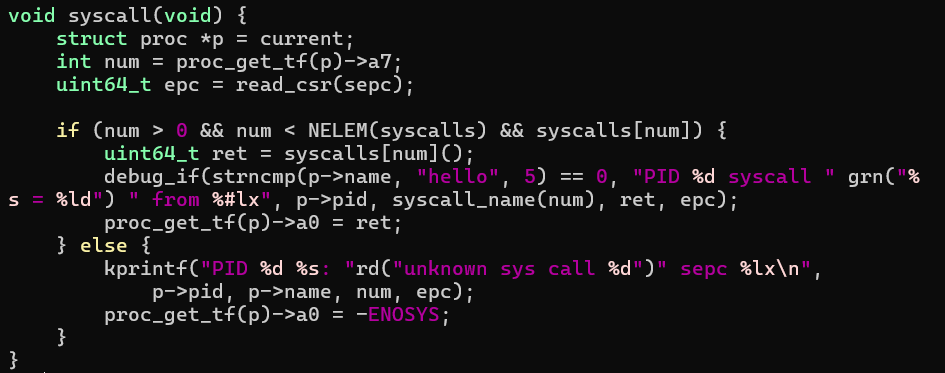 void syscall(void) {
    struct proc *p = current;
    int num = proc_get_tf(p)->a7;
    uint64_t epc = read_csr(sepc);

    if (num > 0 && num < NELEM(syscalls) && syscalls[num]) {
        uint64_t ret = syscalls[num]();
        debug_if(strncmp(p->name, "hello", 5) == 0, "PID %d syscall " grn("%
s = %ld") " from %#lx", p->pid, syscall_name(num), ret, epc);
        proc_get_tf(p)->a0 = ret;
    } else {
        kprintf("PID %d %s: "rd("unknown sys call %d")" sepc %lx\n",
            p->pid, p->name, num, epc);
        proc_get_tf(p)->a0 = -ENOSYS;
    }
}